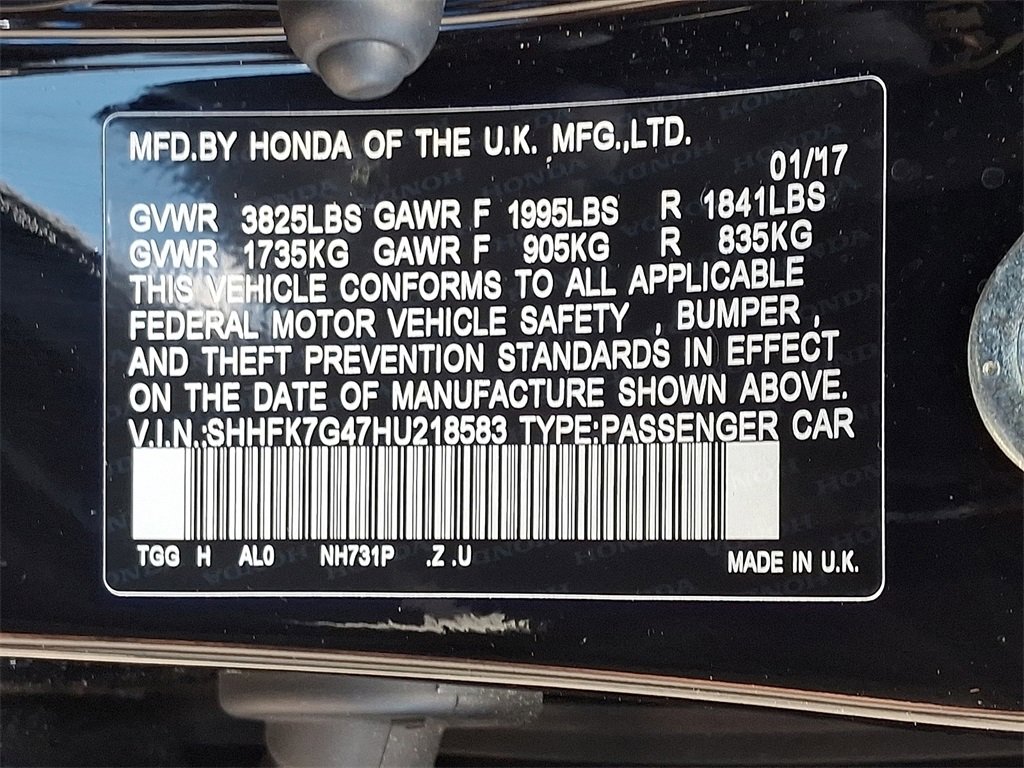 MFD.BY HONDA OF THE U.K. MFG.,LTD.
01/17
GVWR 3825LBS GAWR F 1995LBS R 1841LBS
GVWR 1735KG GAWR F 905KG R 835KG
THIS VEHICLE CONFORMS TO ALL APPLICABLE
FEDERAL MOTOR VEHICLE SAFETY , BUMPER ,
AND THEFT PREVENTION STANDARDS IN EFFECT
ON THE DATE OF MANUFACTURE SHOWN ABOVE.
V.I.N.:SHHFK7G47HU218583 TYPE:PASSENGER CAR
TGG H AL0 NH731P .Z .U
MADE IN U.K.